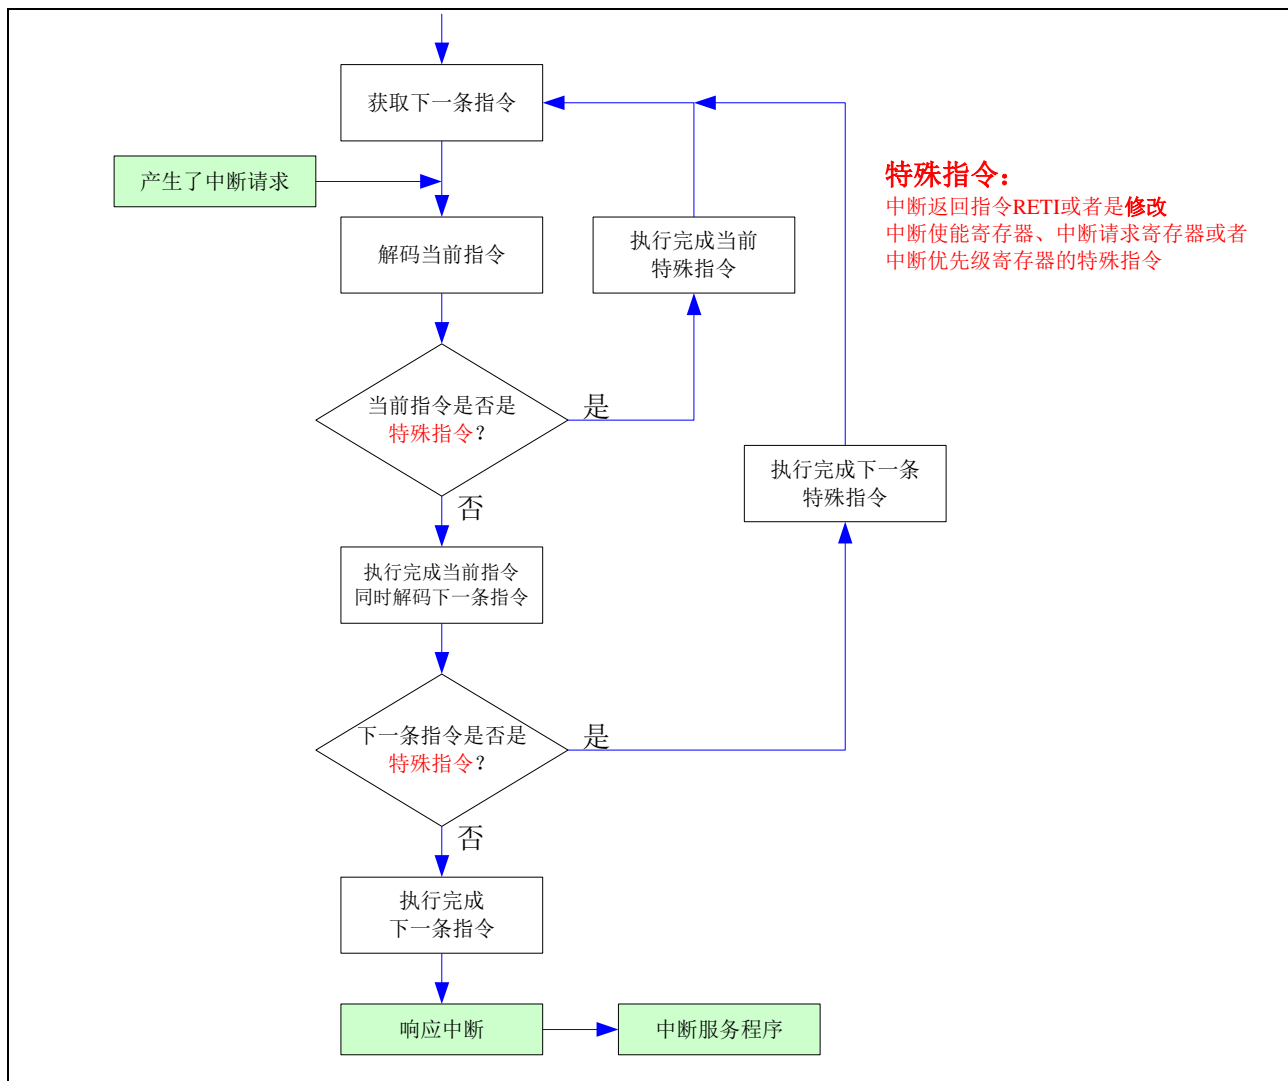 获取下一条指令
产生了中断请求
特殊指令：
中断返回指令RETI或者是修改
中断使能寄存器、中断请求寄存器或者
中断优先级寄存器的特殊指令
解码当前指令
执行完成当前
特殊指令
当前指令是否是
特殊指令？
是
否
执行完成下一条
特殊指令
执行完成当前指令
同时解码下一条指令
下一条指令是否是
特殊指令？
是
否
执行完成
下一条指令
响应中断
中断服务程序